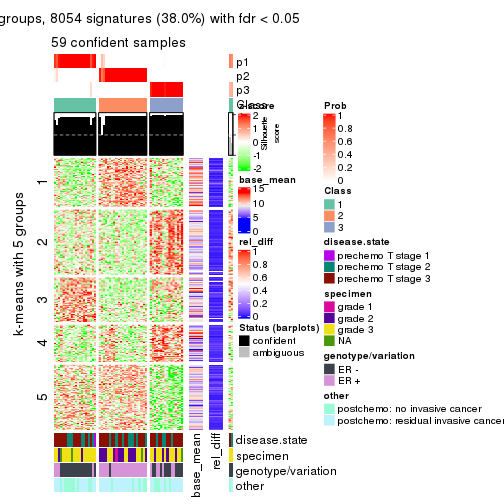 groups, 8054 signatures (38.0%) with fdr < 0.05
59 confident samples
p1
p2
p3
Class
Silhouette
score
z-score
2
1
0
-1
-2
base_mean
15
10
5
0
rel_diff
1
0.8
0.6
0.4
0.2
0
Status (barplots)
confident
ambiguous
Prob
1
0.8
0.6
0.4
0.2
0
Class
1
2
3
disease.state
prechemo T stage 1
prechemo T stage 2
prechemo T stage 3
specimen
grade 1
grade 2
grade 3
NA
genotype/variation
ER -
ER +
other
postchemo: no invasive cancer
postchemo: residual invasive cancer
k-means with 5 groups
1
2
3
4
5
base_mean
rel_diff
disease.state
specimen
genotype/variation
other